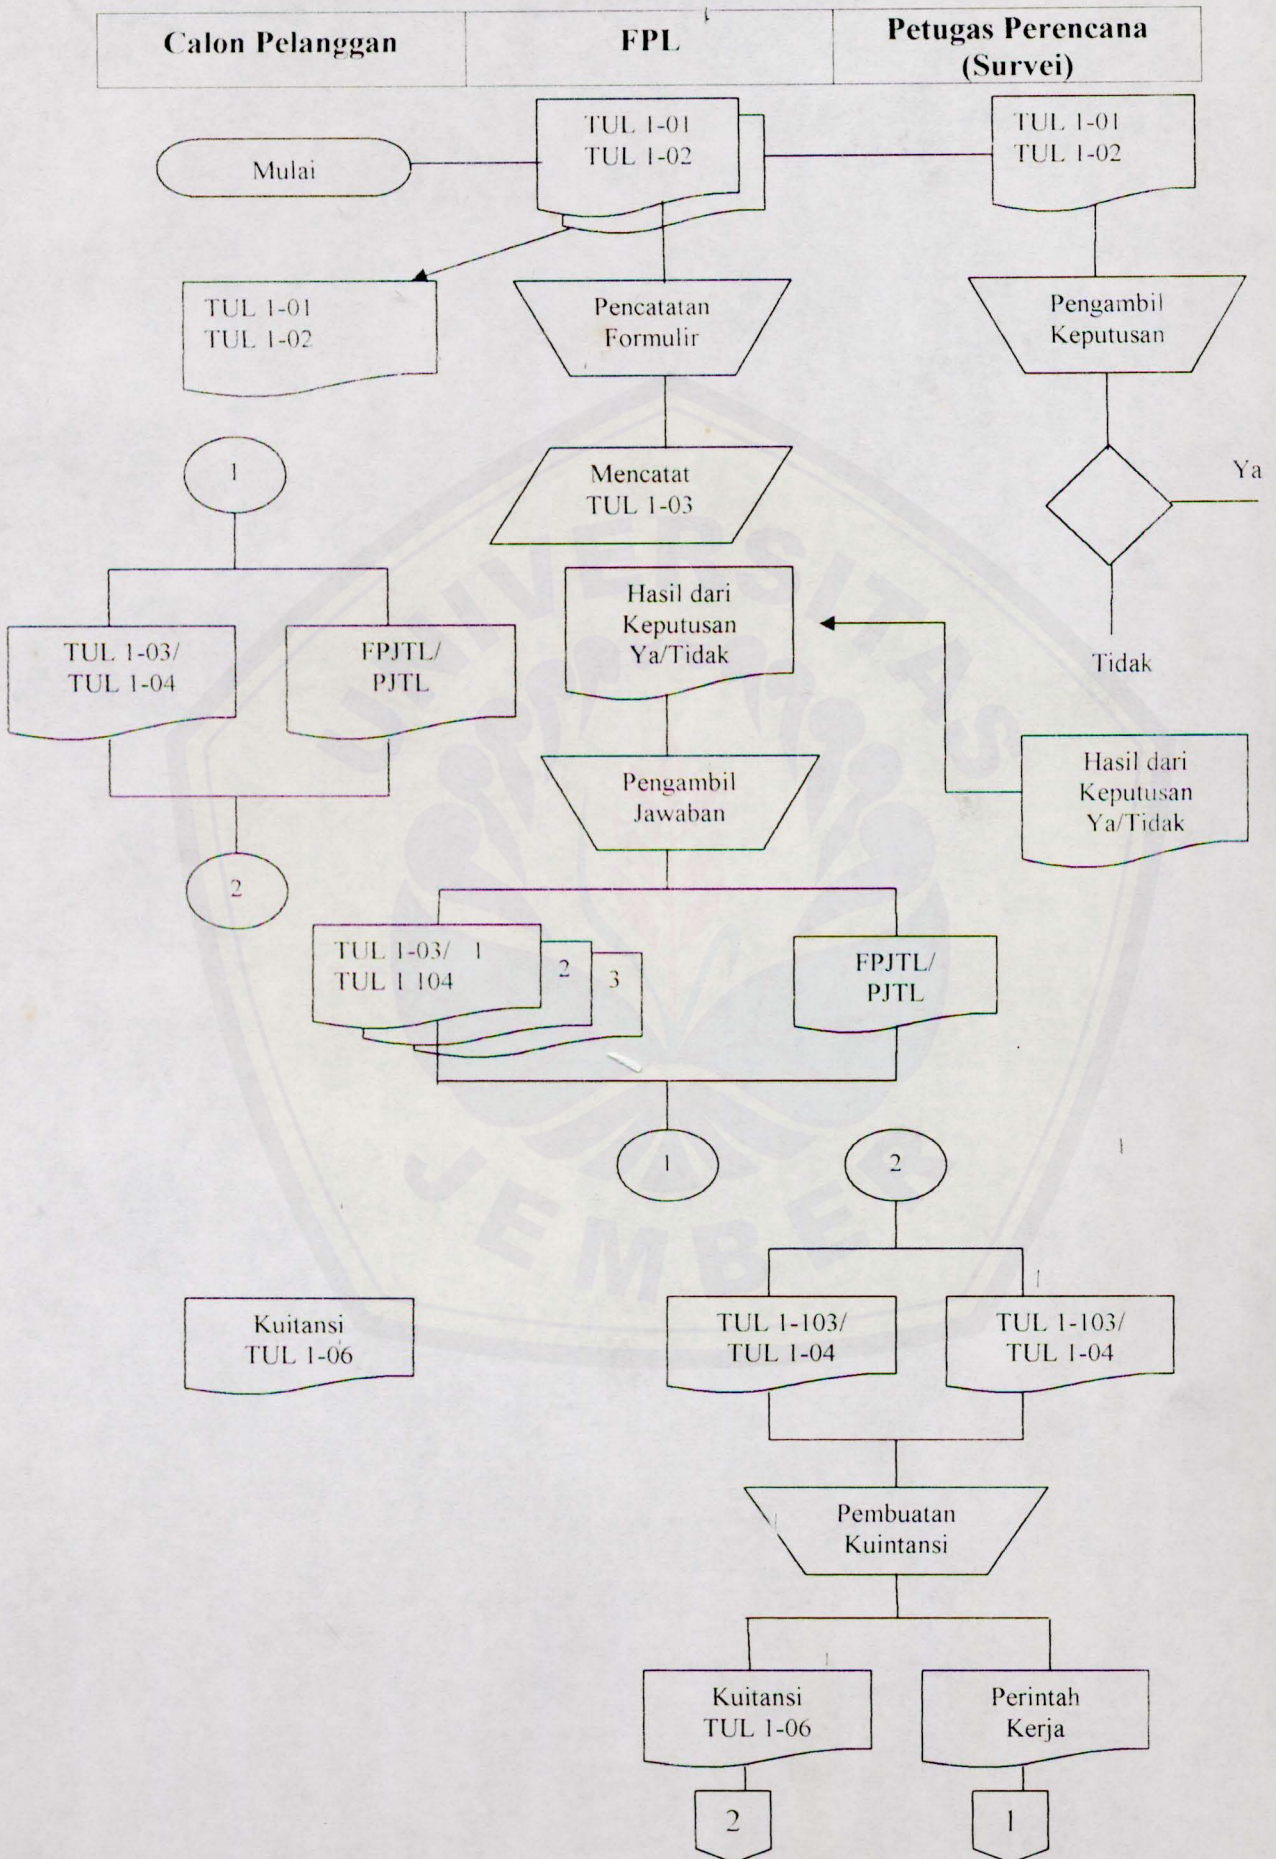 Calon Pelanggan
FPL
Petugas Perencana
(Survei)
Mulai
TUL 1-01
TUL 1-02
TUL 1-01
TUL 1-02
TUL 1-01
TUL 1-02
Pencatatan
Formulir
Pengambil
Keputusan
1
Mencatat
TUL 1-03
Ya
Tidak
TUL 1-03/
TUL 1-04
FPJTL/
PJTL
Hasil dari
Keputusan
Ya/Tidak
Hasil dari
Keputusan
Ya/Tidak
Pengambil
Jawaban
2
TUL 1-03/ 1
TUL 1 104
2
3
FPJTL/
PJTL
1
2
Kuitansi
TUL 1-06
TUL 1-103/
TUL 1-04
TUL 1-103/
TUL 1-04
Pembuatan
Kuintansi
Kuitansi
TUL 1-06
Perintah
Kerja
2
1
UNIVERSITAS
JEMBER